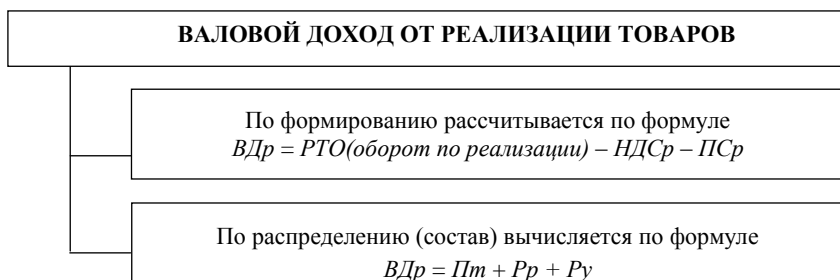 ВАЛОВОЙ ДОХОД ОТ РЕАЛИЗАЦИИ ТОВАРОВ
По формированию рассчитывается по формуле
ВДр = РТО(оборот по реализации) – НДСр – ПСр
По распределению (состав) вычисляется по формуле
ВДр = Пт + Рр + Ру